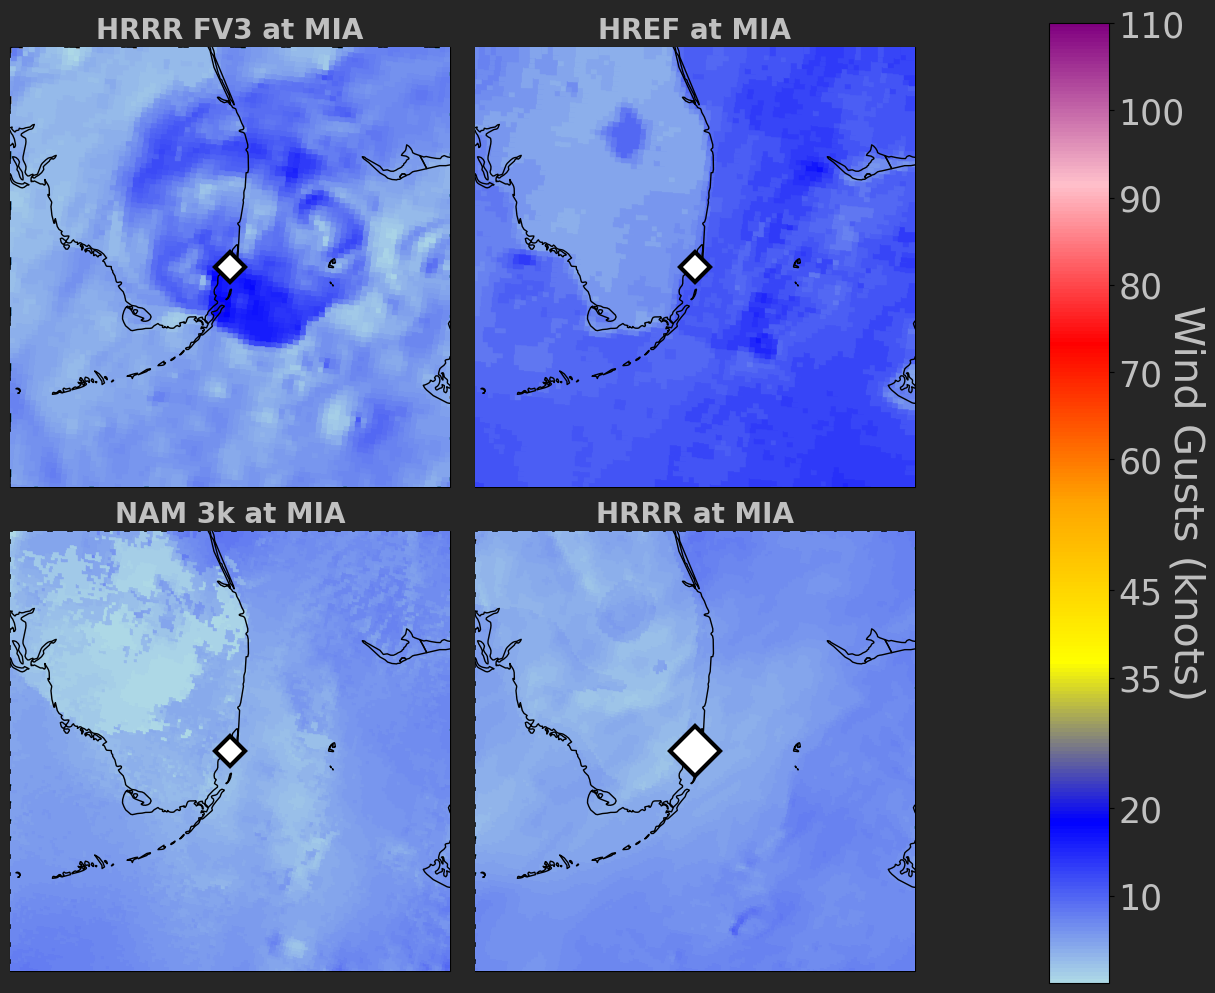 HRRR FV3 at MIA
HREF at MIA
NAM 3k at MIA
HRRR at MIA
110
100
90
80
70
60
45
35
20
10
Wind Gusts (knots)